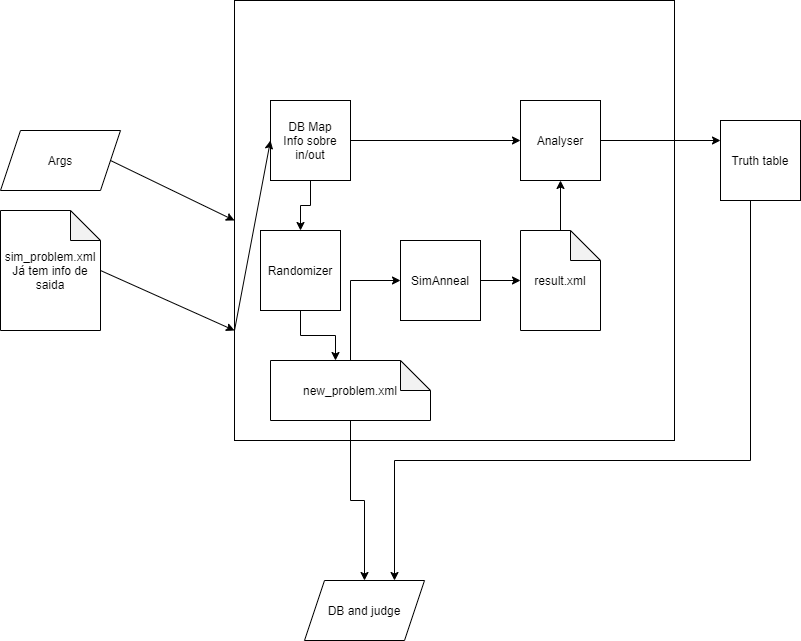 DB Map
Info sobre
in/out
Analyser
Truth table
Args
sim_problem.xml
Já tem info de
saida
Randomizer
SimAnneal
result.xml
new_problem.xml
DB and judge